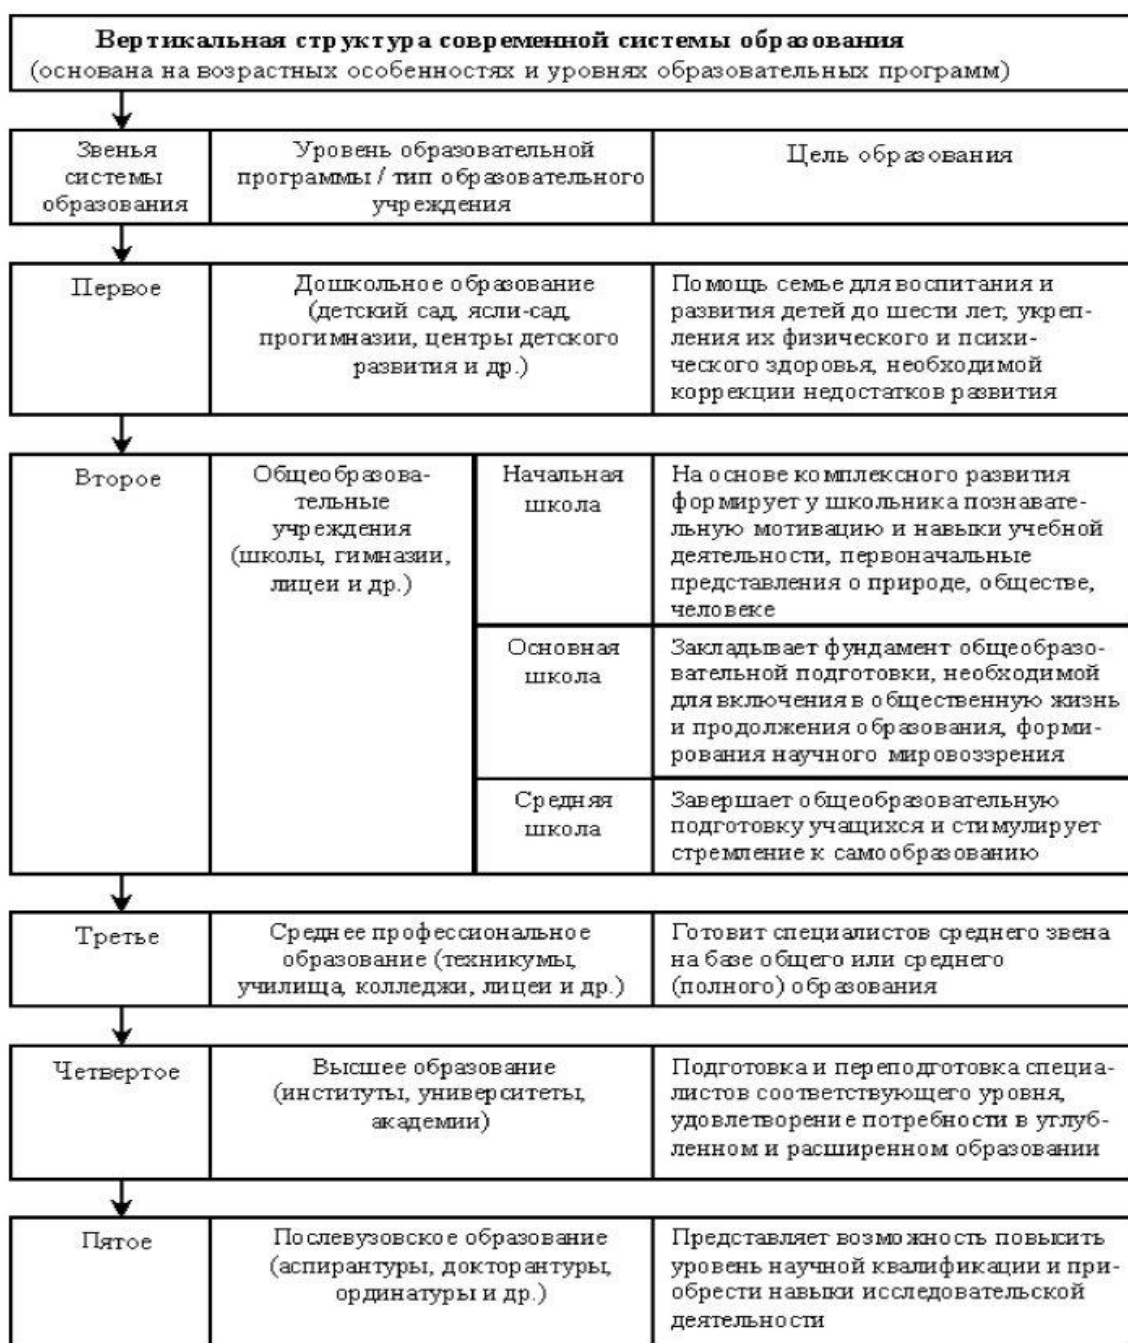 Вертикальная структура современной системы образования
(основана на возрастных особенностях и уровнях образовательных программ)
Звенья
системы
образования
Уровень образовательной
программы / тип образовательного
учреждения
Цель образования
Первое
Дошкольное образование
(детский сад, ясли-сад,
прогимназии, центры детского
развития и др.)
Помощь семье для воспитания и
развития детей до шести лет, укреп-
ления их физического и психи-
ческого здоровья, необходимой
коррекции недостатков развития
Второе
Общеобразова-
тельные
учреждения
(школы, гимназии,
лицеи и др.)
Начальная
школа
На основе комплексного развития
формирует у школьника познава-
тельную мотивацию и навыки учебной
деятельности, первоначальные
представления о природе, обществе,
человеке
Основная
школа
Закладывает фундамент общеобразо-
вательной подготовки, необходимой
для включения в общественную жизнь
и продолжения образования, форми-
рования научного мировоззрения
Средняя
школа
Завершает общеобразовательную
подготовку учащихся и стимулирует
стремление к самообразованию
Третье
Среднее профессиональное
образование (техникумы,
училища, колледжи, лицеи и др.)
Готовит специалистов среднего звена
на базе общего или среднего
(полного) образования
Четвертое
Высшее образование
(институты, университеты,
академии)
Подготовка и переподготовка специа-
листов соответствующего уровня,
удовлетворение потребности в углуб-
ленном и расширенном образовании
Пятое
Послевузовское образование
(аспирантуры, докторантуры,
ординатуры и др.)
Представляет возможность повысить
уровень научной квалификации и при-
обрести навыки исследовательской
деятельности